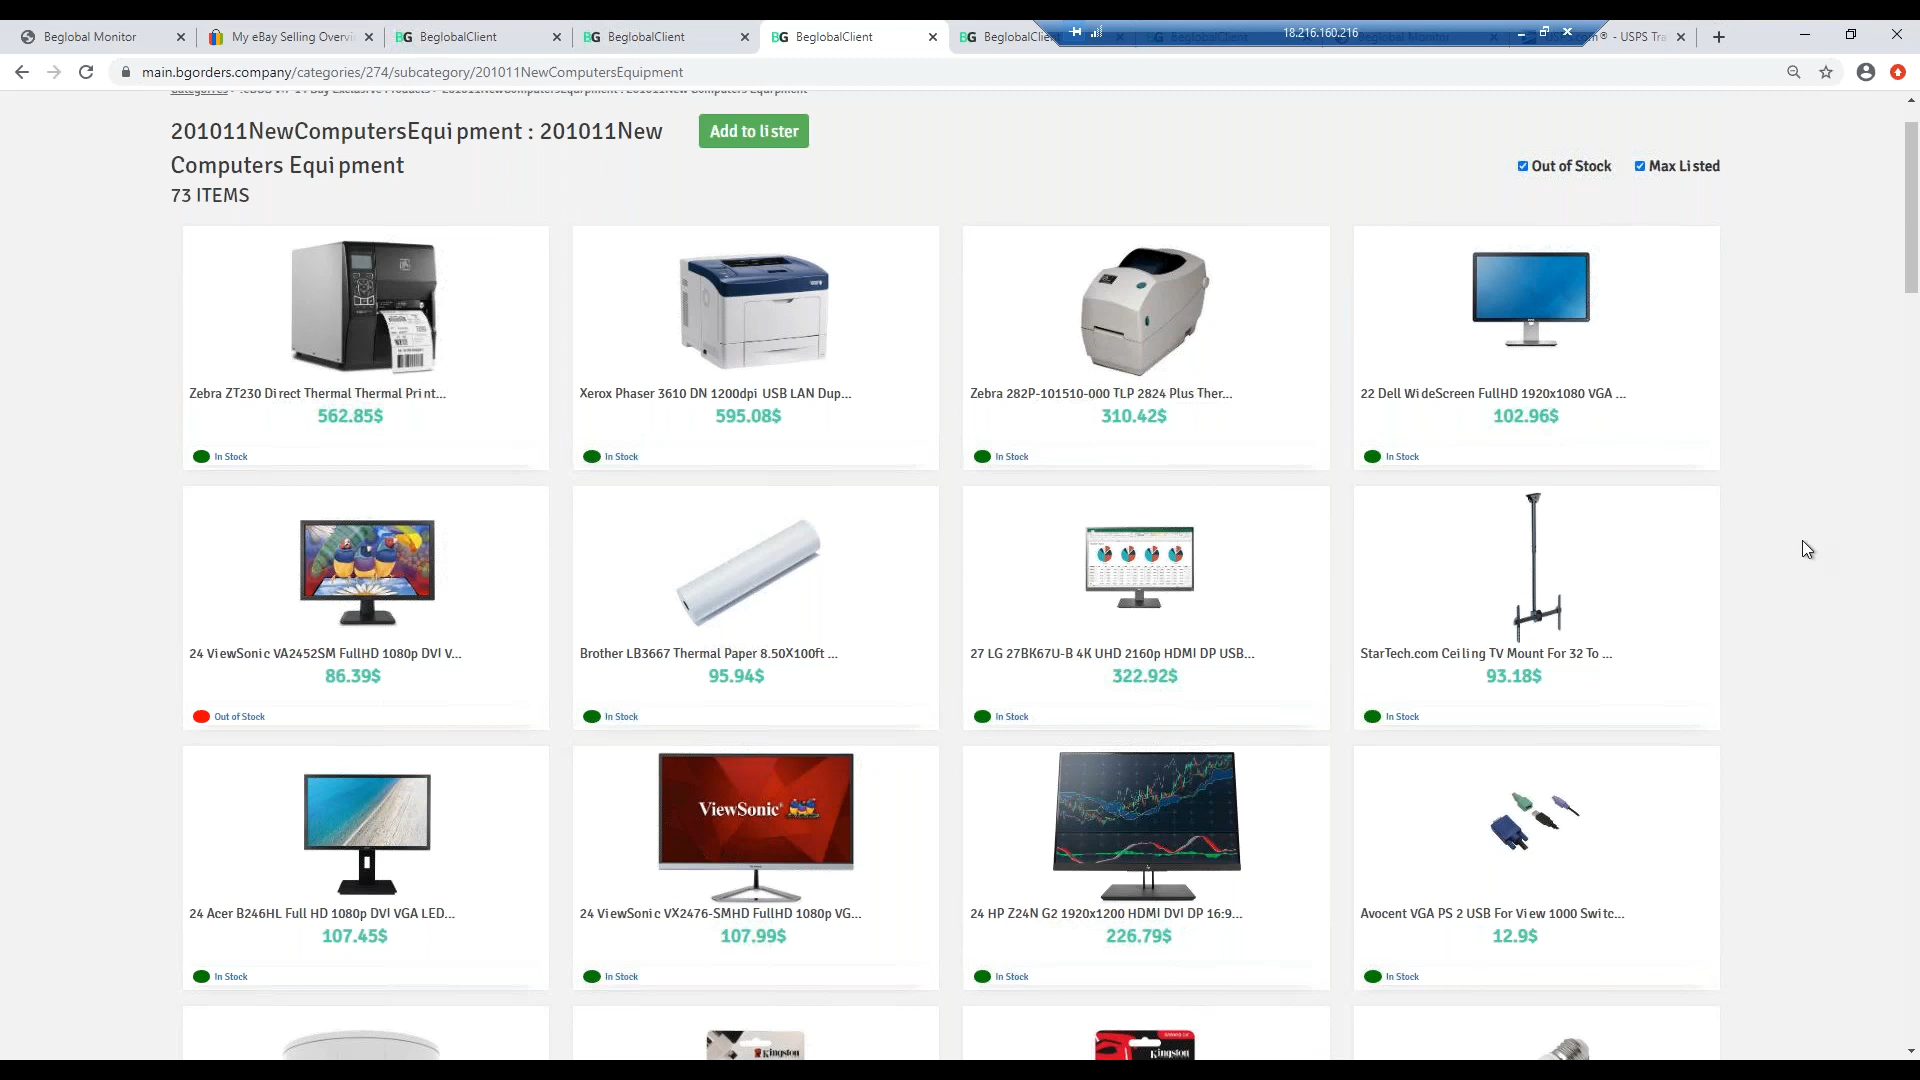 Beglobal Monitor
My eBay Selling Overvi
BG BeglobalClient
BG BeglobalClient
BG BeglobalClient
BG BeglobalCli
18.216.160.216
USPS Tra
main.bgorders.company/categories/274/subcategory/201011NewComputersEquipment
201011NewComputersEquipment : 201011New
Computers Equipment
Add to lister
Out of Stock
Max Listed
73 ITEMS
Zebra ZT230 Direct Thermal Thermal Print...
562.85$
In Stock
Xerox Phaser 3610 DN 1200dpi USB LAN Dup...
595.08$
In Stock
Zebra 282P-101510-000 TLP 2824 Plus Ther...
310.42$
In Stock
22 Dell WideScreen FullHD 1920x1080 VGA ...
102.96$
In Stock
24 ViewSonic VA2452SM FullHD 1080p DVI V...
86.39$
Out of Stock
Brother LB3667 Thermal Paper 8.50X100ft ...
95.94$
In Stock
27 LG 27BK67U-B 4K UHD 2160p HDMI DP USB...
322.92$
In Stock
StarTech.com Ceiling TV Mount For 32 To ...
93.18$
In Stock
24 Acer B246HL Full HD 1080p DVI VGA LED...
107.45$
In Stock
ViewSonic
24 ViewSonic VX2476-SMHD FullHD 1080p VG...
107.99$
In Stock
24 HP Z24N G2 1920x1200 HDMI DVI DP 16:9...
226.79$
In Stock
Avocent VGA PS 2 USB For View 1000 Switc...
12.9$
In Stock
Kingston
Kingston